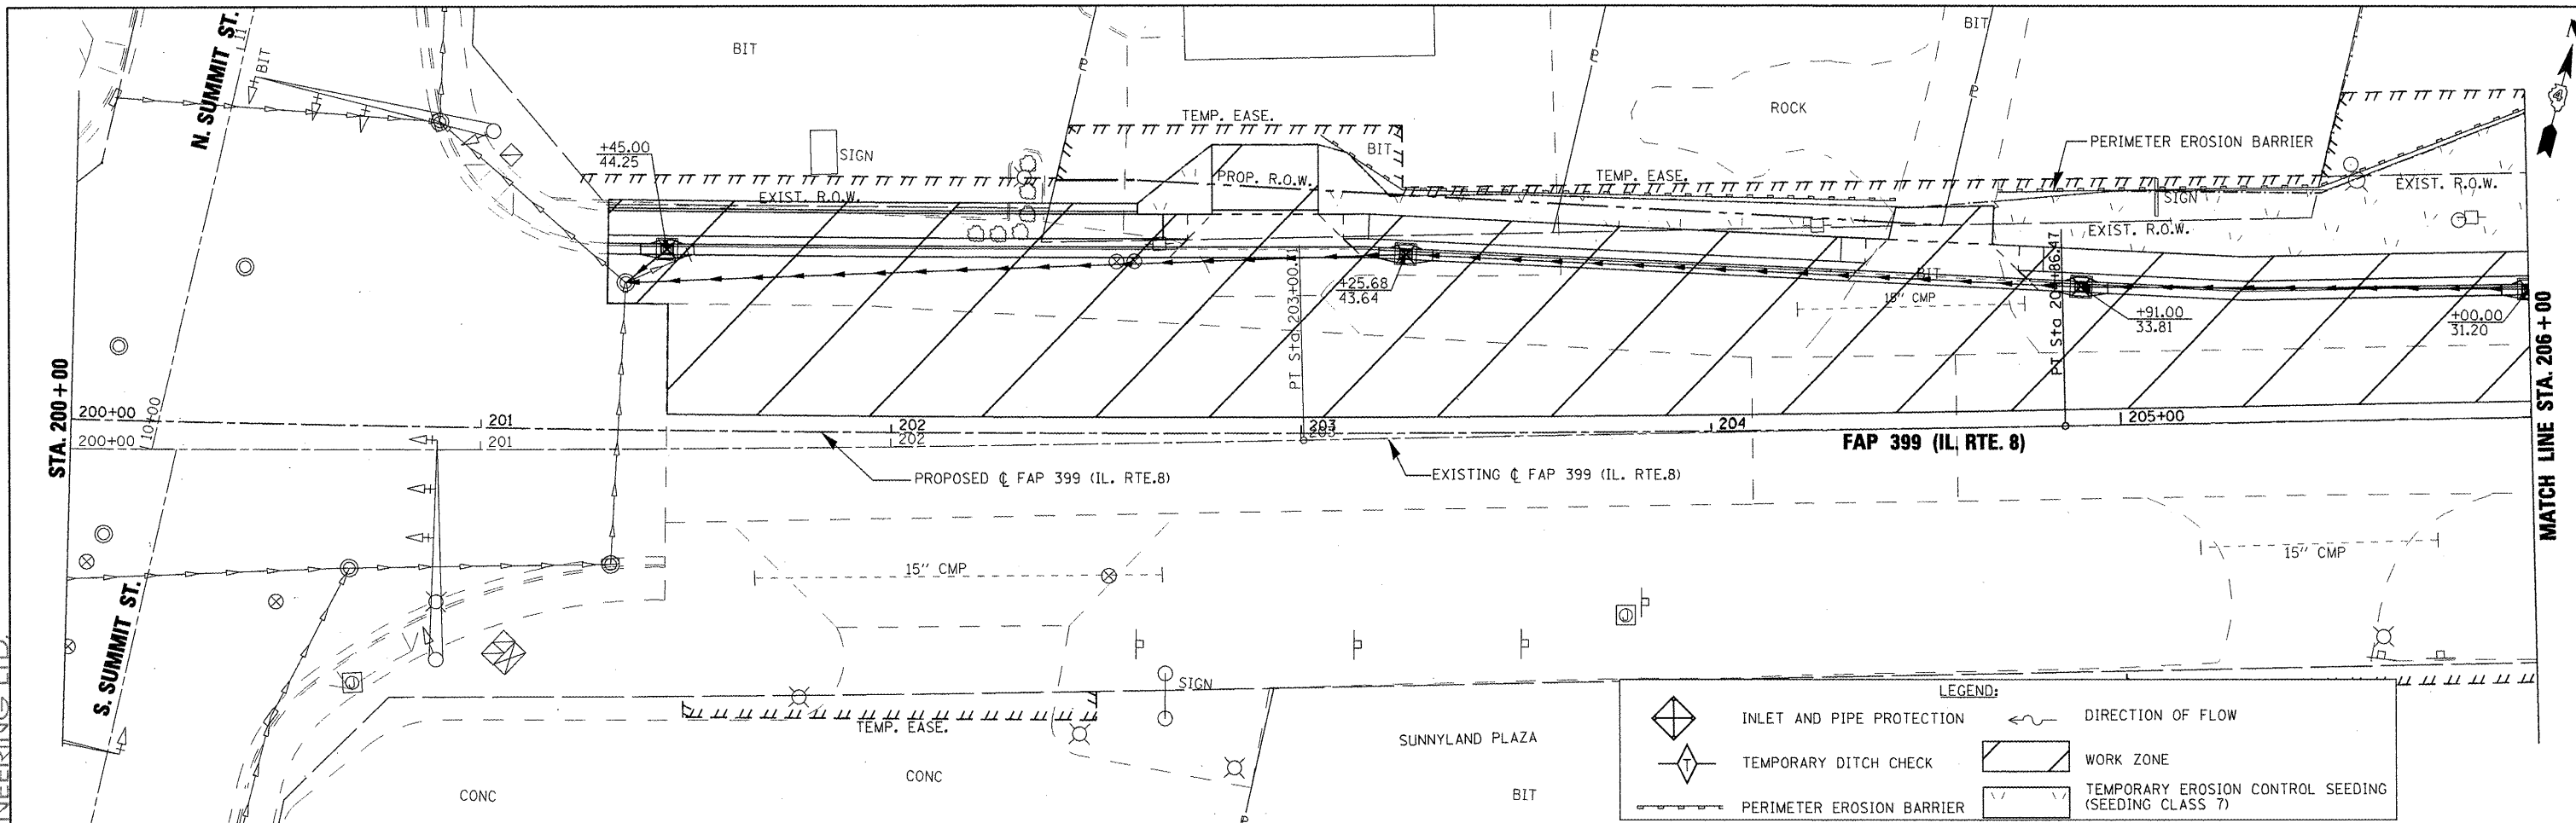 N. SUMMIT ST.
11
BIT
BIT
BIT
N
P
P
P
STA. 200+00
+45.00
44.25
SIGN
EXIST. R.O.W.
TEMP. EASE.
BIT
PROP. R.O.W.
ROCK
TEMP. EASE.
PERIMETER EROSION BARRIER
SIGN
EXIST. R.O.W.
EXIST. R.O.W.
PT Sta 203+00.
+25.68
43.64
15" CMP
BIT
PT Sta 204+86.47
+91.00
33.81
+00.00
31.20
MATCH LINE STA. 206+00
200+00
201
202
203
204
205+00
200+00
10+00
201
202
203
FAP 399 (IL. RTE. 8)
PROPOSED ℄ FAP 399 (IL. RTE.8)
EXISTING ℄ FAP 399 (IL. RTE.8)
15" CMP
15" CMP
S. SUMMIT ST.
J
J
SIGN
TEMP. EASE.
CONC
CONC
P
SUNNYLAND PLAZA
BIT
LEGEND:
INLET AND PIPE PROTECTION
DIRECTION OF FLOW
T
TEMPORARY DITCH CHECK
WORK ZONE
PERIMETER EROSION BARRIER
TEMPORARY EROSION CONTROL SEEDING
(SEEDING CLASS 7)